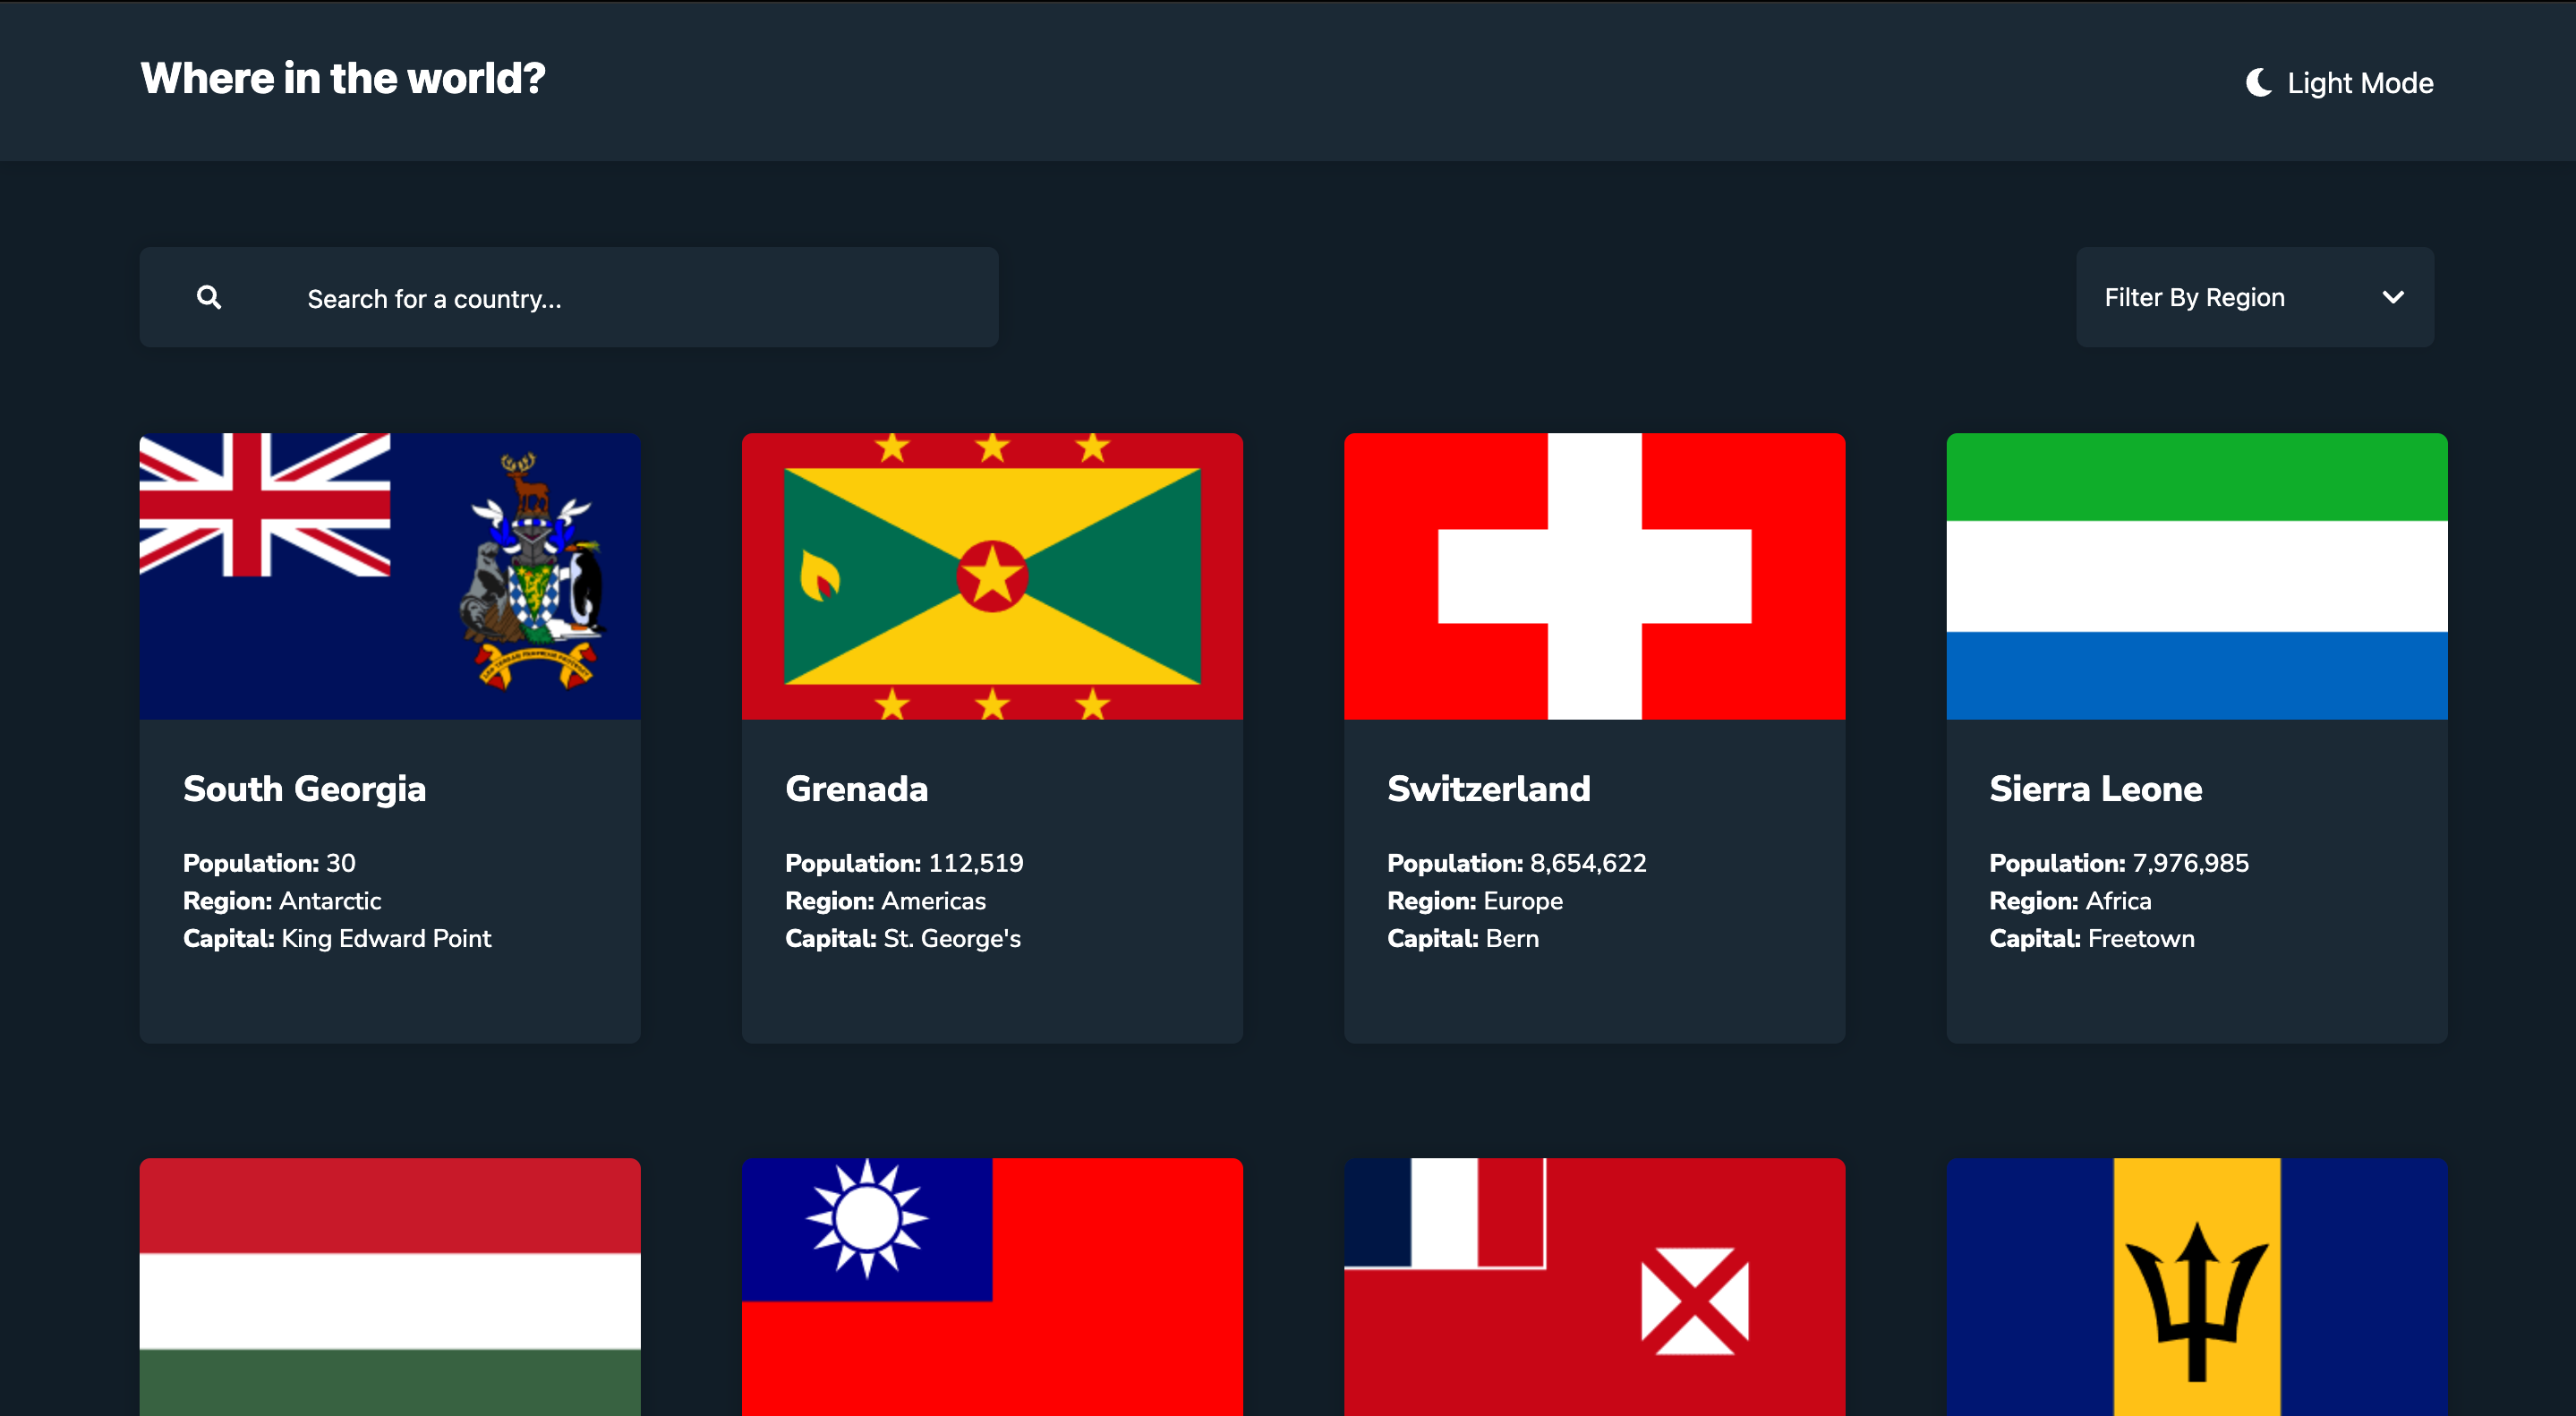 Where in the world?
Light Mode
Search for a country...
Filter By Region
South Georgia
Population: 30
Region: Antarctic
Capital: King Edward Point
Grenada
Population: 112,519
Region: Americas
Capital: St. George's
Switzerland
Population: 8,654,622
Region: Europe
Capital: Bern
Sierra Leone
Population: 7,976,985
Region: Africa
Capital: Freetown